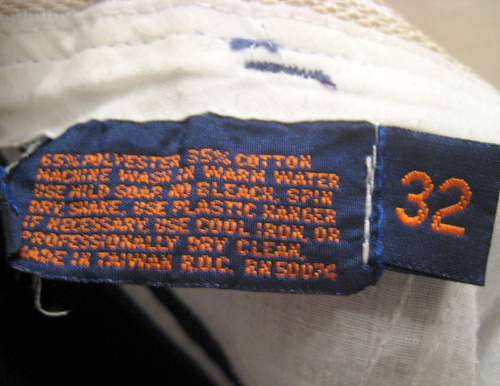 65% POLYESTER 35% COTTON
MACHINE WASH IN WARM WATER
USE MILD SOAP NO BLEACH, SPIN
DRY, SHAKE, USE PLASTIC HANGER
IF NECESSARY USE COOL IRON, OR
PROFESSIONALLY DRY CLEAN.
MADE IN TAIWAN R.O.C. RN 50074
32